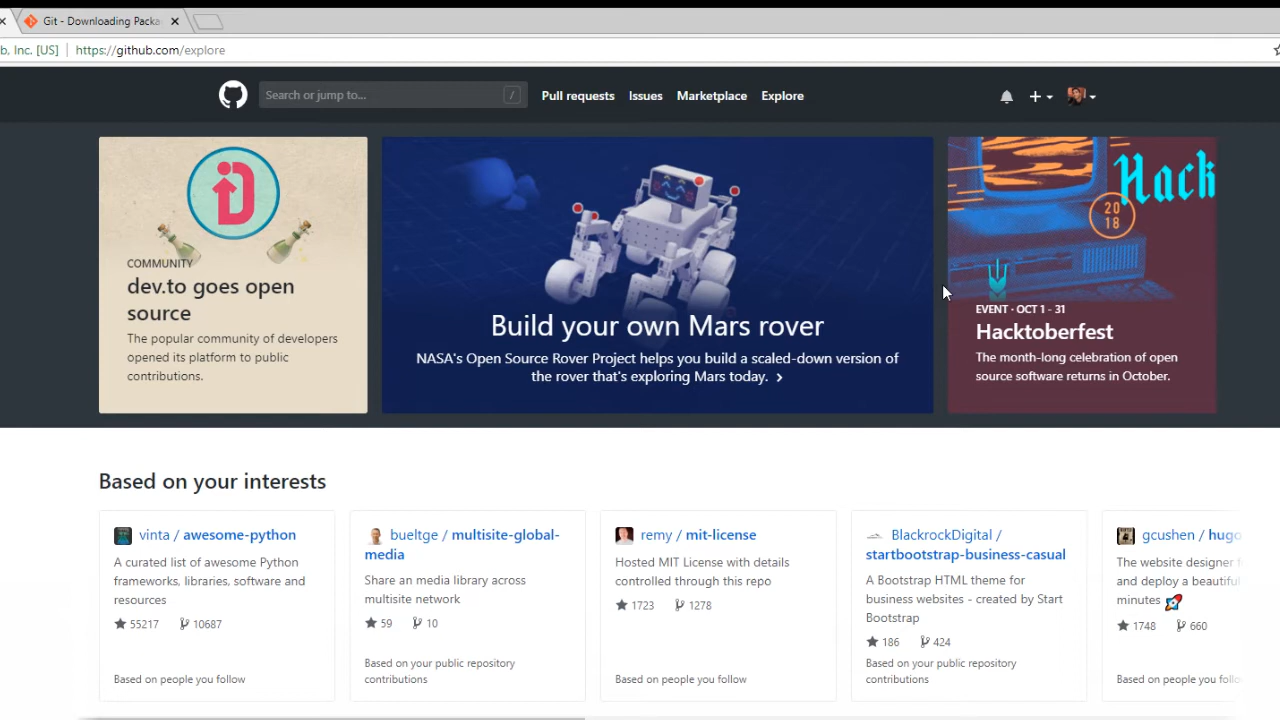 Git - Downloading Packa
b, Inc. [US]
https://github.com/explore
Search or jump to...
/
Pull requests
Issues
Marketplace
Explore
COMMUNITY
dev.to goes open
source
The popular community of developers
opened its platform to public
contributions.
Build your own Mars rover
NASA's Open Source Rover Project helps you build a scaled-down version of
the rover that's exploring Mars today.
Hack
20
18
EVENT · OCT 1 - 31
Hacktoberfest
The month-long celebration of open
source software returns in October.
Based on your interests
vinta / awesome-python
A curated list of awesome Python
frameworks, libraries, software and
resources
55217 10687
Based on people you follow
bueltge / multisite-global-
media
Share an media library across
multisite network
59 10
Based on your public repository
contributions
remy / mit-license
Hosted MIT License with details
controlled through this repo
1723 1278
Based on people you follow
BlackrockDigital /
startbootstrap-business-casual
A Bootstrap HTML theme for
business websites - created by Start
Bootstrap
186 424
Based on your public repository
contributions
gcushen / hugo
The website designer f
and deploy a beautiful
minutes
1748 660
Based on people you follo